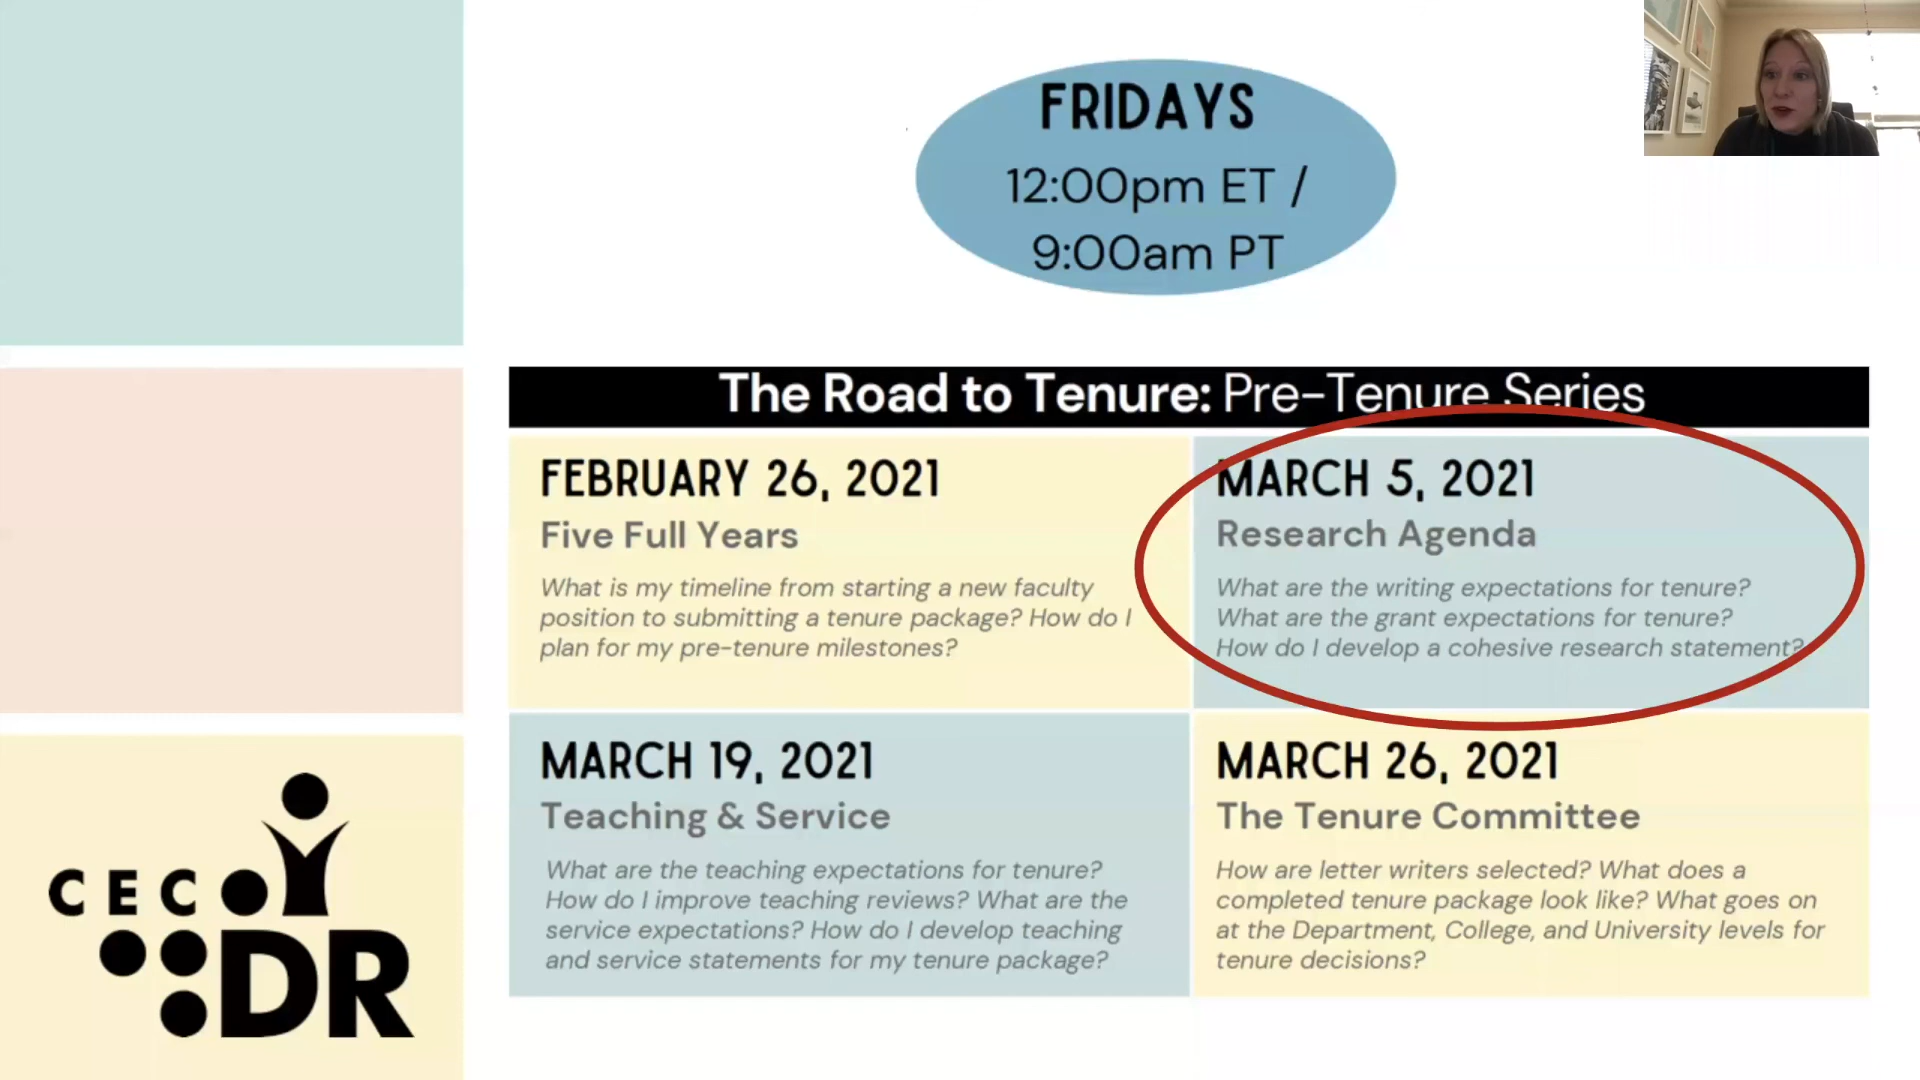 FRIDAYS
12:00pm ET /
9:00am PT
The Road to Tenure: Pre-Tenure Series
FEBRUARY 26, 2021
Five Full Years
What is my timeline from starting a new faculty
position to submitting a tenure package? How do I
plan for my pre-tenure milestones?
MARCH 5, 2021
Research Agenda
What are the writing expectations for tenure?
What are the grant expectations for tenure?
How do I develop a cohesive research statement?
MARCH 19, 2021
Teaching & Service
What are the teaching expectations for tenure?
How do I improve teaching reviews? What are the
service expectations? How do I develop teaching
and service statements for my tenure package?
MARCH 26, 2021
The Tenure Committee
How are letter writers selected? What does a
completed tenure package look like? What goes on
at the Department, College, and University levels for
tenure decisions?
CEC
DR